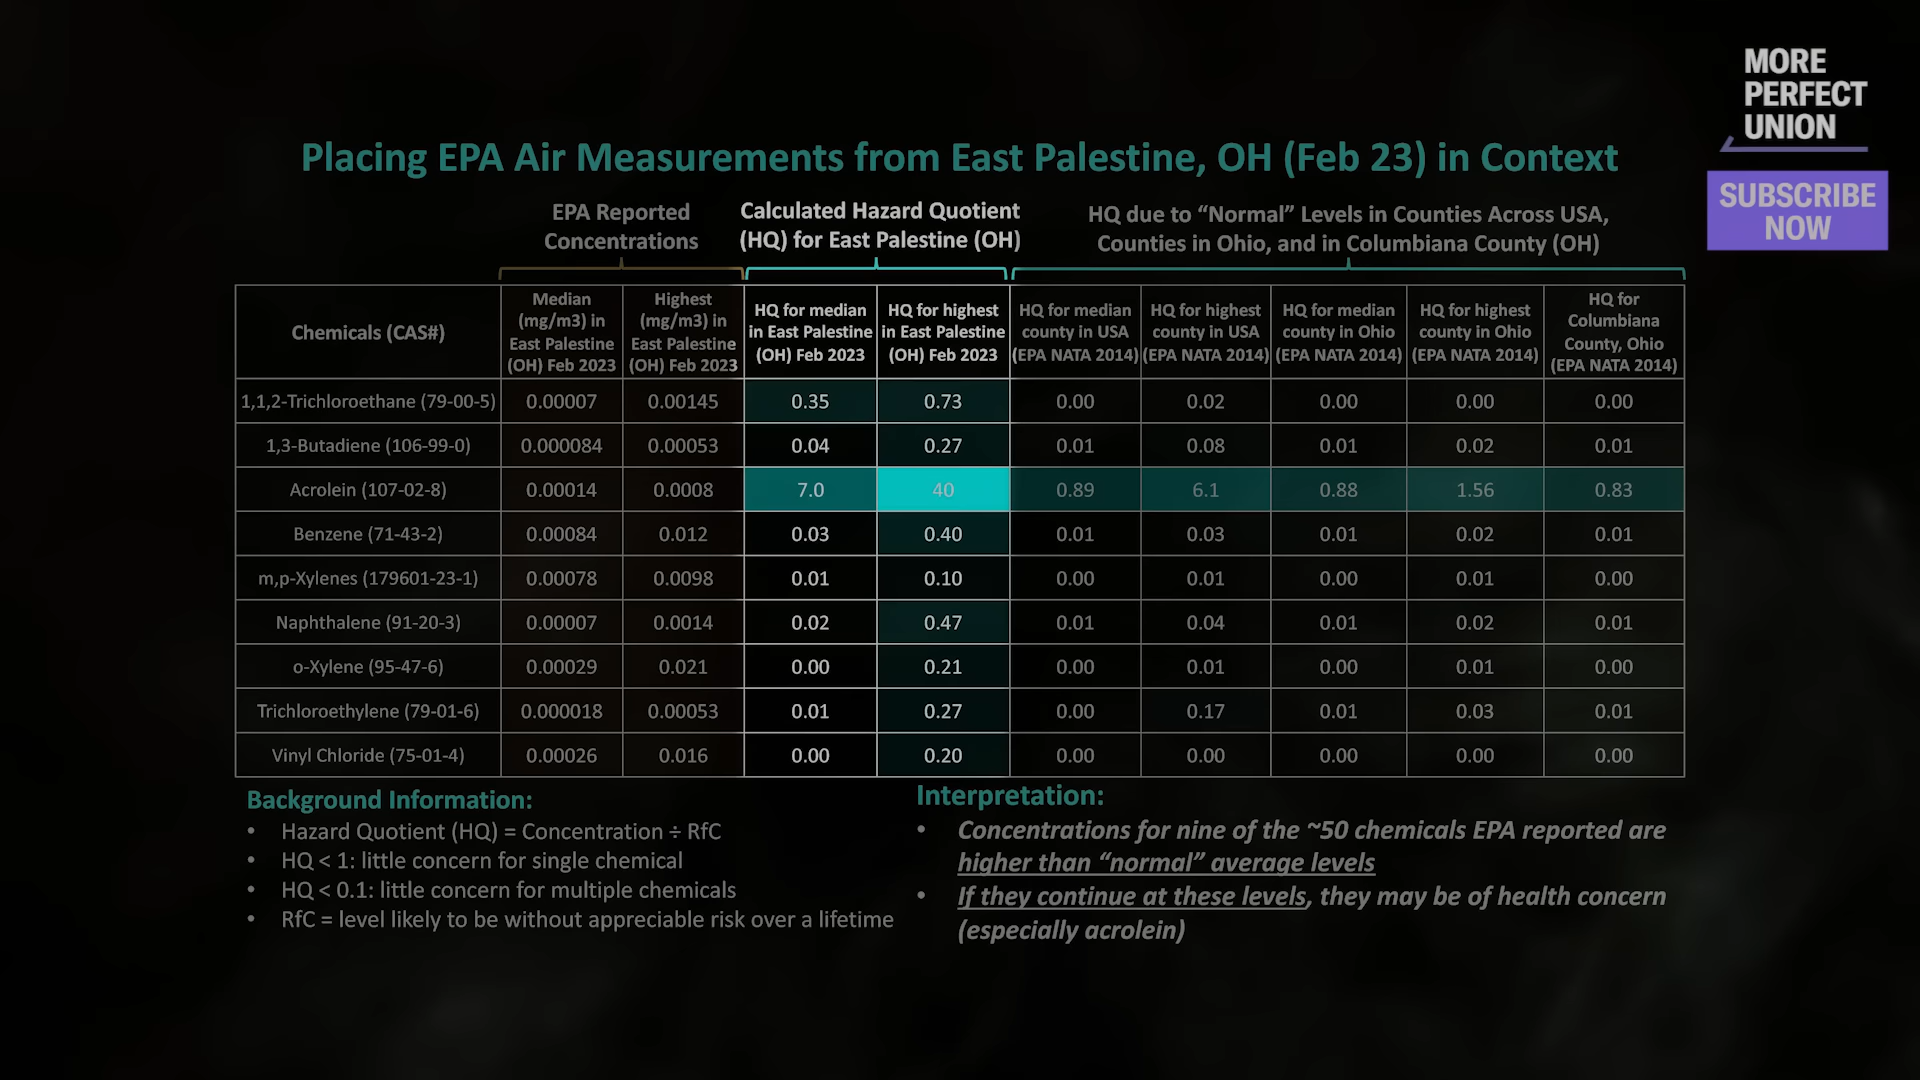 MORE
PERFECT
UNION
SUBSCRIBE
NOW
Placing EPA Air Measurements from East Palestine, OH (Feb 23) in Context
EPA Reported
Concentrations
Calculated Hazard Quotient
(HQ) for East Palestine (OH)
HQ due to “Normal” Levels in Counties Across USA,
Counties in Ohio, and in Columbiana County (OH)
Chemicals (CAS#)
Median
(mg/m3) in
East Palestine
(OH) Feb 2023
Highest
(mg/m3) in
East Palestine
(OH) Feb 2023
HQ for median
in East Palestine
(OH) Feb 2023
HQ for highest
in East Palestine
(OH) Feb 2023
HQ for median
county in USA
(EPA NATA 2014)
HQ for highest
county in USA
(EPA NATA 2014)
HQ for median
county in Ohio
(EPA NATA 2014)
HQ for highest
county in Ohio
(EPA NATA 2014)
HQ for
Columbiana
County, Ohio
(EPA NATA 2014)
1,1,2-Trichloroethane (79-00-5) 0.00007 0.00145 0.35 0.73 0.00 0.02 0.00 0.00 0.00
1,3-Butadiene (106-99-0) 0.000084 0.00053 0.04 0.27 0.01 0.08 0.01 0.02 0.01
Acrolein (107-02-8) 0.00014 0.0008 7.0 40 0.89 6.1 0.88 1.56 0.83
Benzene (71-43-2) 0.00084 0.012 0.03 0.40 0.01 0.03 0.01 0.02 0.01
m,p-Xylenes (179601-23-1) 0.00078 0.0098 0.01 0.10 0.00 0.01 0.00 0.01 0.00
Naphthalene (91-20-3) 0.00007 0.0014 0.02 0.47 0.01 0.04 0.01 0.02 0.01
o-Xylene (95-47-6) 0.00029 0.021 0.00 0.21 0.00 0.01 0.00 0.01 0.00
Trichloroethylene (79-01-6) 0.000018 0.00053 0.01 0.27 0.00 0.17 0.01 0.03 0.01
Vinyl Chloride (75-01-4) 0.00026 0.016 0.00 0.20 0.00 0.00 0.00 0.00 0.00
Background Information:
• Hazard Quotient (HQ) = Concentration ÷ RfC
• HQ < 1: little concern for single chemical
• HQ < 0.1: little concern for multiple chemicals
• RfC = level likely to be without appreciable risk over a lifetime
Interpretation:
• Concentrations for nine of the ~50 chemicals EPA reported are
higher than “normal” average levels
• If they continue at these levels, they may be of health concern
(especially acrolein)